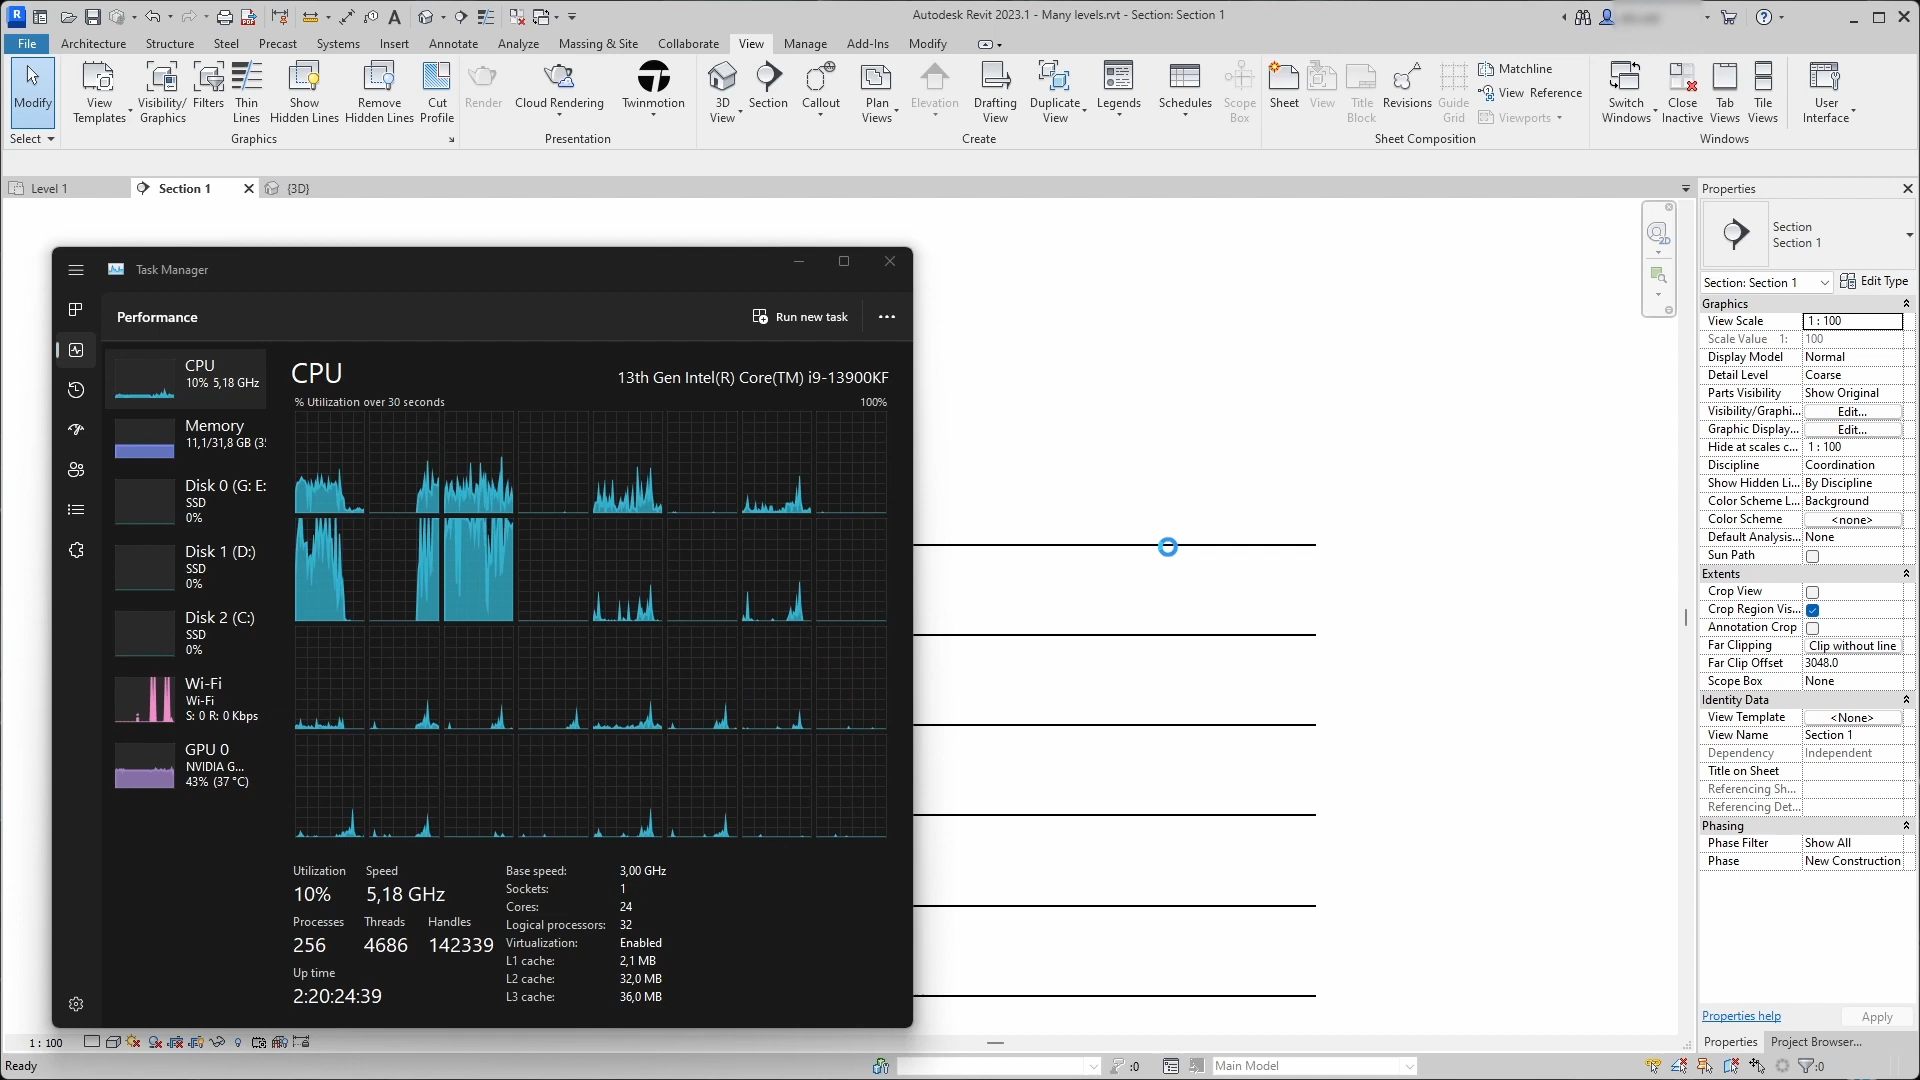 Autodesk Revit 2023.1 - Many levels.rvt - Section: Section 1
File Architecture Structure Steel Precast Systems Insert Annotate Analyze Massing & Site Collaborate View Manage Add-Ins Modify
Modify
View Templates
Visibility/ Graphics
Filters
Thin Lines
Show Hidden Lines
Remove Hidden Lines
Cut Profile
Render
Cloud Rendering
Twinmotion
3D View
Section
Callout
Plan Views
Elevation
Drafting View
Duplicate View
Legends
Schedules
Scope Box
Sheet
View
Title Block
Revisions
Guide Grid
Matchline
View Reference
Viewports
Switch Windows
Close Inactive
Tab Views
Tile Views
User Interface
Select
Graphics
Presentation
Create
Sheet Composition
Windows
Level 1
Section 1
{3D}
Task Manager
Performance
Run new task
CPU
10% 5,18 GHz
Memory
11,1/31,8 GB (3
Disk 0 (G: E:
SSD
0%
Disk 1 (D:)
SSD
0%
Disk 2 (C:)
SSD
0%
Wi-Fi
Wi-Fi
S: 0 R: 0 Kbps
GPU 0
NVIDIA G...
43% (37 °C)
CPU
13th Gen Intel(R) Core(TM) i9-13900KF
% Utilization over 30 seconds
100%
Utilization Speed
10% 5,18 GHz
Processes Threads Handles
256 4686 142339
Up time
2:20:24:39
Base speed: 3,00 GHz
Sockets: 1
Cores: 24
Logical processors: 32
Virtualization: Enabled
L1 cache: 2,1 MB
L2 cache: 32,0 MB
L3 cache: 36,0 MB
2D
Properties
Section
Section 1
Section: Section 1
Edit Type
Graphics
View Scale 1 : 100
Scale Value 1: 100
Display Model Normal
Detail Level Coarse
Parts Visibility Show Original
Visibility/Graphi... Edit...
Graphic Display... Edit...
Hide at scales c... 1 : 100
Discipline Coordination
Show Hidden Li... By Discipline
Color Scheme L... Background
Color Scheme <none>
Default Analysis... None
Sun Path
Extents
Crop View
Crop Region Vis...
Annotation Crop
Far Clipping Clip without line
Far Clip Offset 3048.0
Scope Box None
Identity Data
View Template <None>
View Name Section 1
Dependency Independent
Title on Sheet
Referencing Sh...
Referencing Det...
Phasing
Phase Filter Show All
Phase New Construction
Properties help
Apply
Properties
Project Browser...
1 : 100
Ready
:0
Main Model
:0